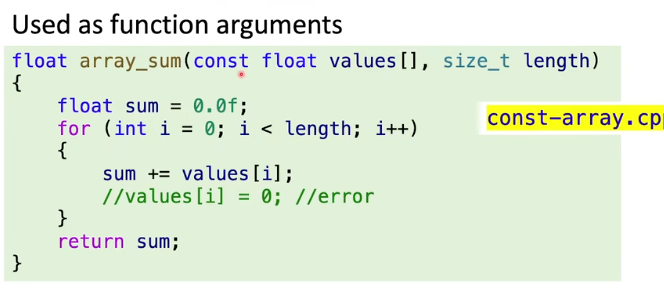 Used as function arguments
float array_sum(const float values[], size_t length)
{
    float sum = 0.0f;
    for (int i = 0; i < length; i++)
    {
        sum += values[i];
        //values[i] = 0; //error
    }
    return sum;
}
const-array.cp